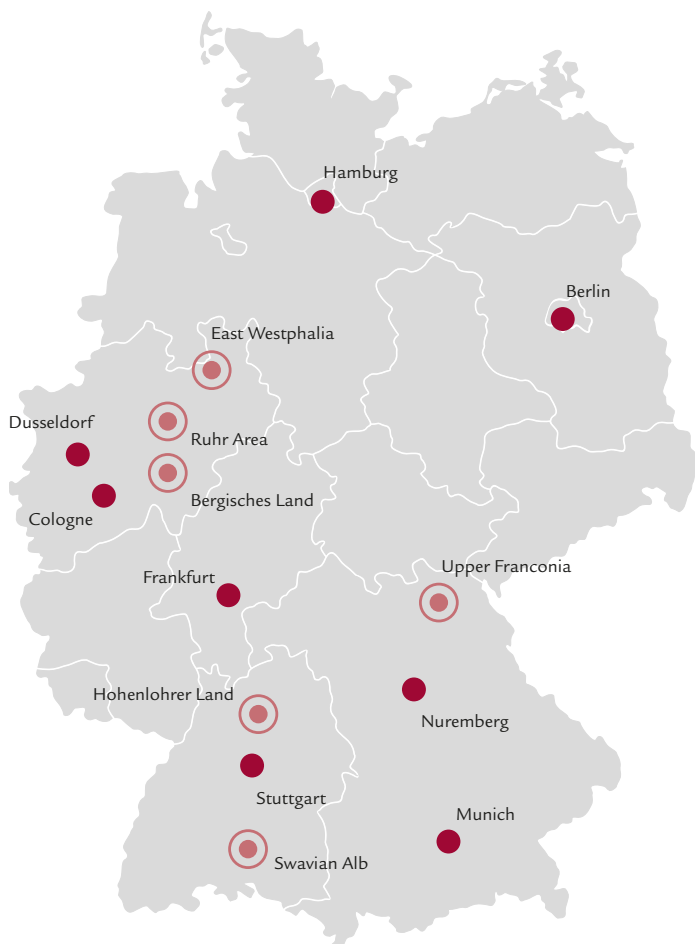 Hamburg
Berlin
East Westphalia
Dusseldorf
Ruhr Area
Bergisches Land
Cologne
Upper Franconia
Frankfurt
Hohenlohrer Land
Nuremberg
Stuttgart
Munich
Swavian Alb